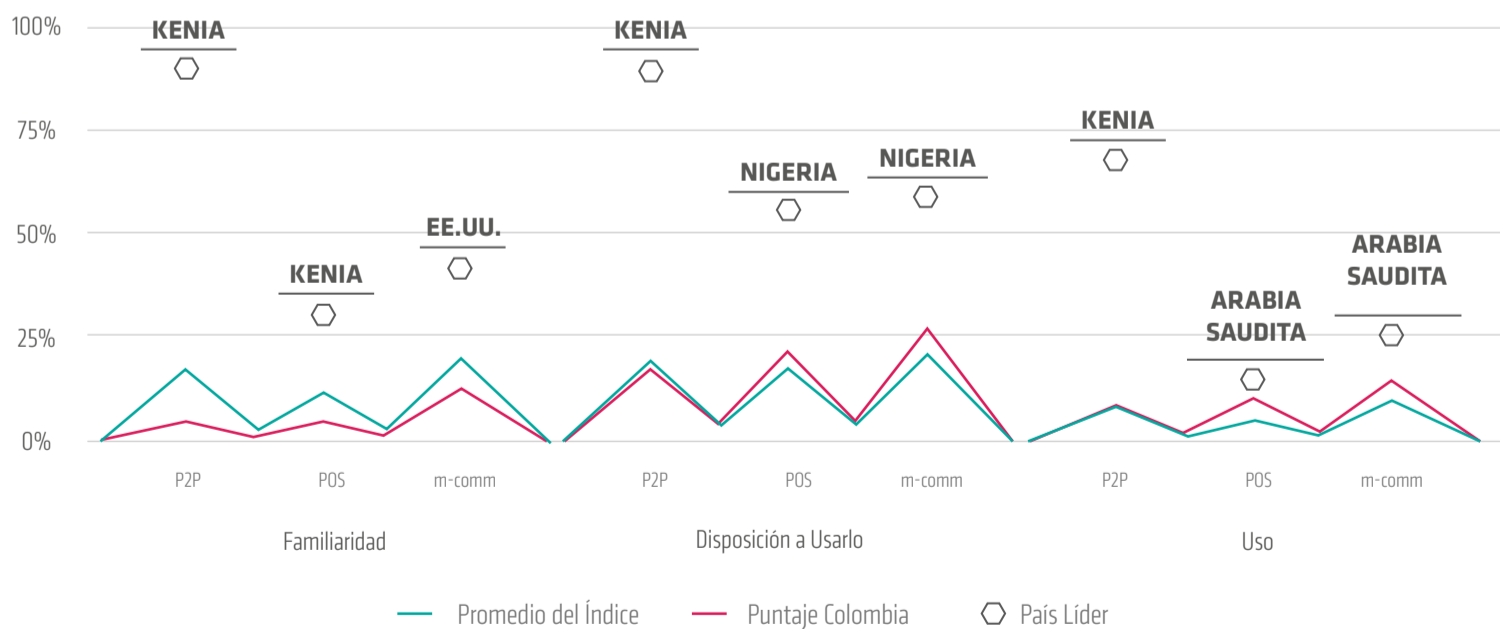 100%
75%
50%
25%
0%
KENIA
KENIA
EE.UU.
KENIA
NIGERIA
NIGERIA
KENIA
ARABIA
SAUDITA
ARABIA
SAUDITA
P2P POS m-comm P2P POS m-comm P2P POS m-comm
Familiaridad Disposición a Usarlo Uso
Promedio del Índice Puntaje Colombia País Líder